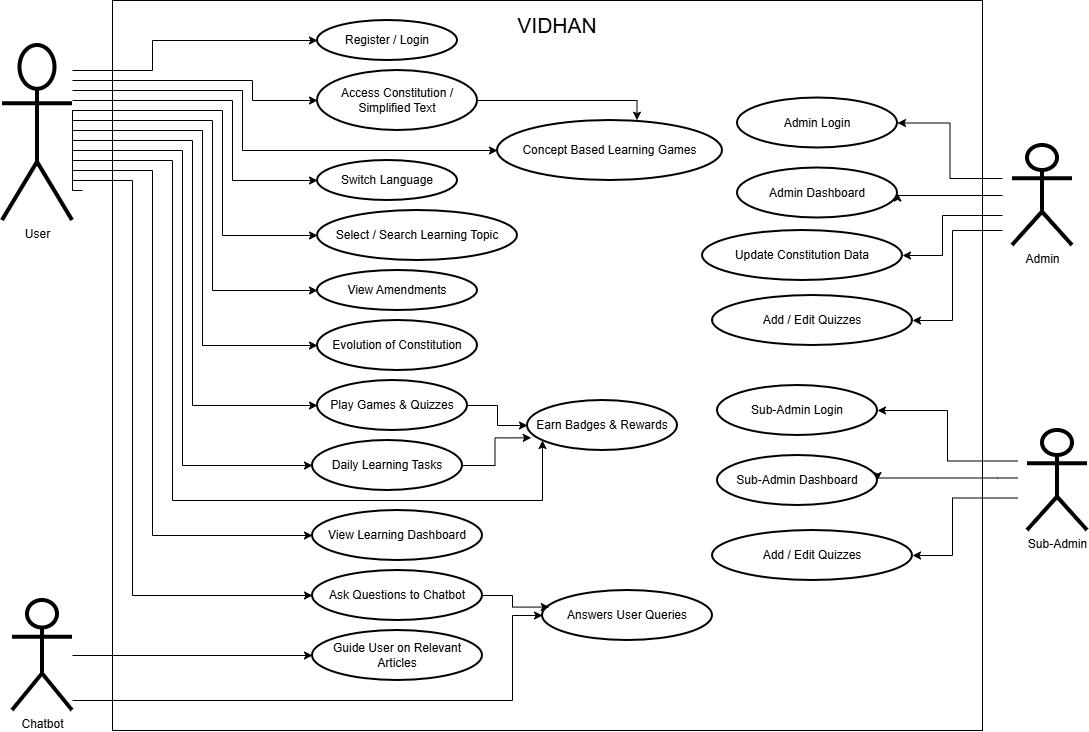 VIDHAN
User
Register / Login
Access Constitution /
Simplified Text
Concept Based Learning Games
Switch Language
Select / Search Learning Topic
View Amendments
Evolution of Constitution
Play Games & Quizzes
Earn Badges & Rewards
Daily Learning Tasks
View Learning Dashboard
Ask Questions to Chatbot
Answers User Queries
Guide User on Relevant
Articles
Chatbot
Admin Login
Admin Dashboard
Update Constitution Data
Add / Edit Quizzes
Admin
Sub-Admin Login
Sub-Admin Dashboard
Add / Edit Quizzes
Sub-Admin